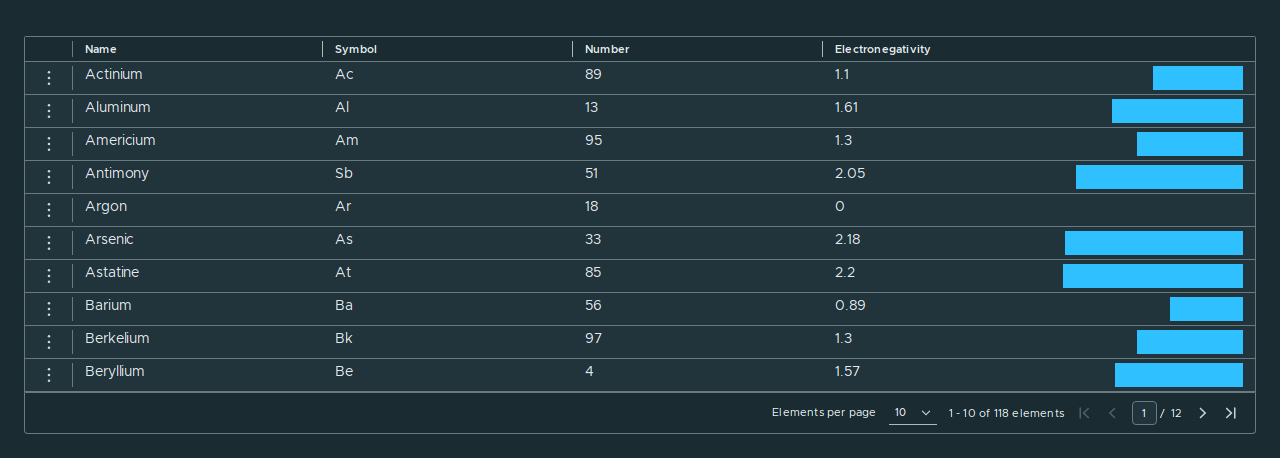 Name Symbol Number Electronegativity
Actinium Ac 89 1.1
Aluminum Al 13 1.61
Americium Am 95 1.3
Antimony Sb 51 2.05
Argon Ar 18 0
Arsenic As 33 2.18
Astatine At 85 2.2
Barium Ba 56 0.89
Berkelium Bk 97 1.3
Beryllium Be 4 1.57
Elements per page 10 1 - 10 of 118 elements 1 / 12